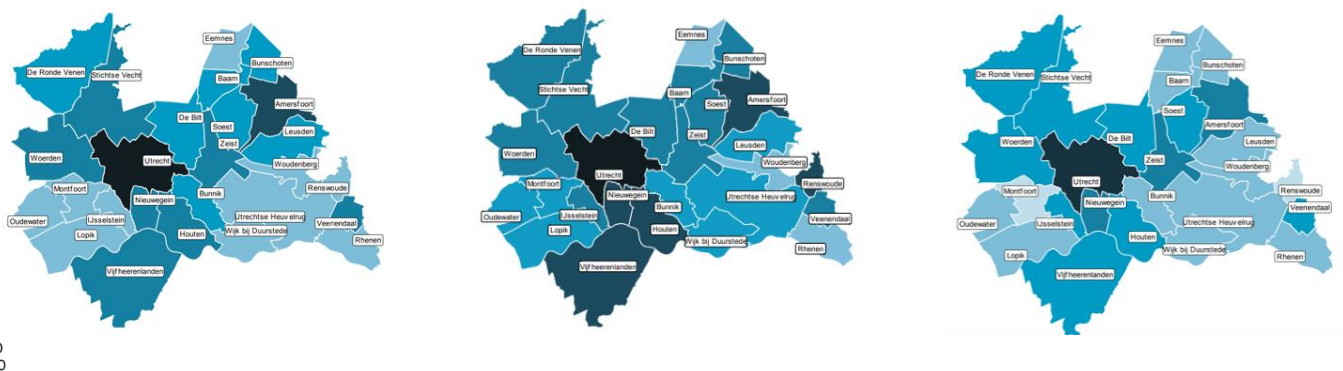 Eemnes
Bunschoten
De Ronde Venen
Stichtse Vecht
Baarn
Amersfoort
De Bilt
Soest
Leusden
Zeist
Woerden
Utrecht
Woudenberg
Renswoude
Montfoort
Bunnik
Nieuwegein
Oudewater
IJsselstein
Utrechtse Heuvelrug
Veenendaal
Lopik
Houten
Wijk bij Duurstede
Rhenen
Vijfheerenlanden
Eemnes
De Ronde Venen
Bunschoten
Stichtse Vecht
Baarn
Amersfoort
Soest
De Bilt
Zeist
Leusden
Woerden
Woudenberg
Utrecht
Montfoort
Renswoude
Nieuwegein
Utrechtse Heuvelrug
Oudewater
IJsselstein
Bunnik
Veenendaal
Lopik
Houten
Wijk bij Duurstede
Rhenen
Vijfheerenlanden
Eemnes
Bunschoten
De Ronde Venen
Stichtse Vecht
Baarn
Soest
Amersfoort
De Bilt
Woerden
Leusden
Zeist
Woudenberg
Utrecht
Montfoort
Renswoude
Bunnik
Nieuwegein
Veenendaal
Oudewater
IJsselstein
Utrechtse Heuvelrug
Houten
Wijk bij Duurstede
Lopik
Rhenen
Vijfheerenlanden
0
0